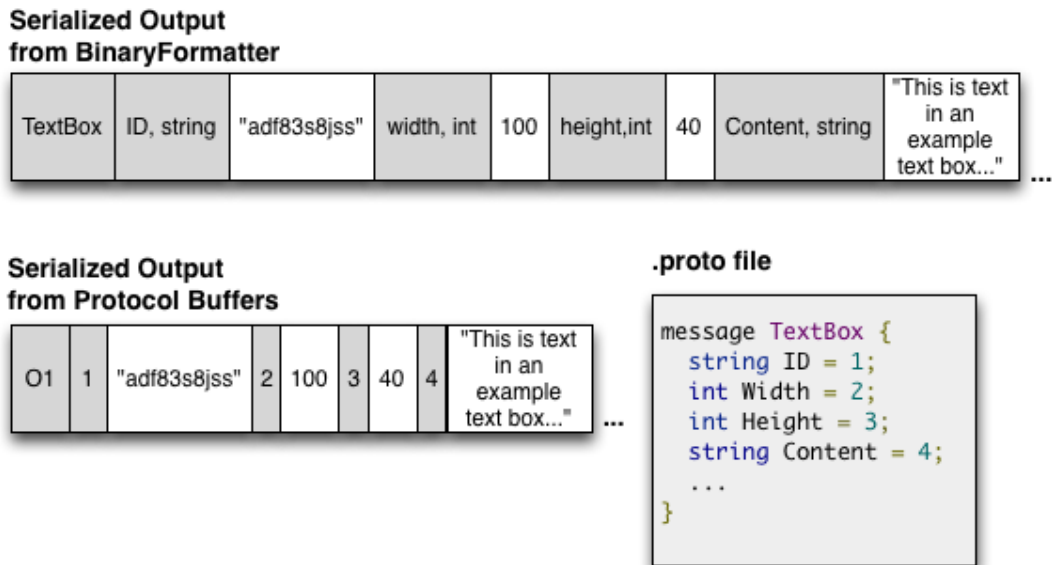 Serialized Output
from BinaryFormatter
TextBox ID, string "adf83s8jss" width, int 100 height,int 40 Content, string "This is text
in an
example
text box..."
...
Serialized Output
from Protocol Buffers
O1 1 "adf83s8jss" 2 100 3 40 4 "This is text
in an
example
text box..."
...
.proto file
message TextBox {
string ID = 1;
int Width = 2;
int Height = 3;
string Content = 4;
...
}